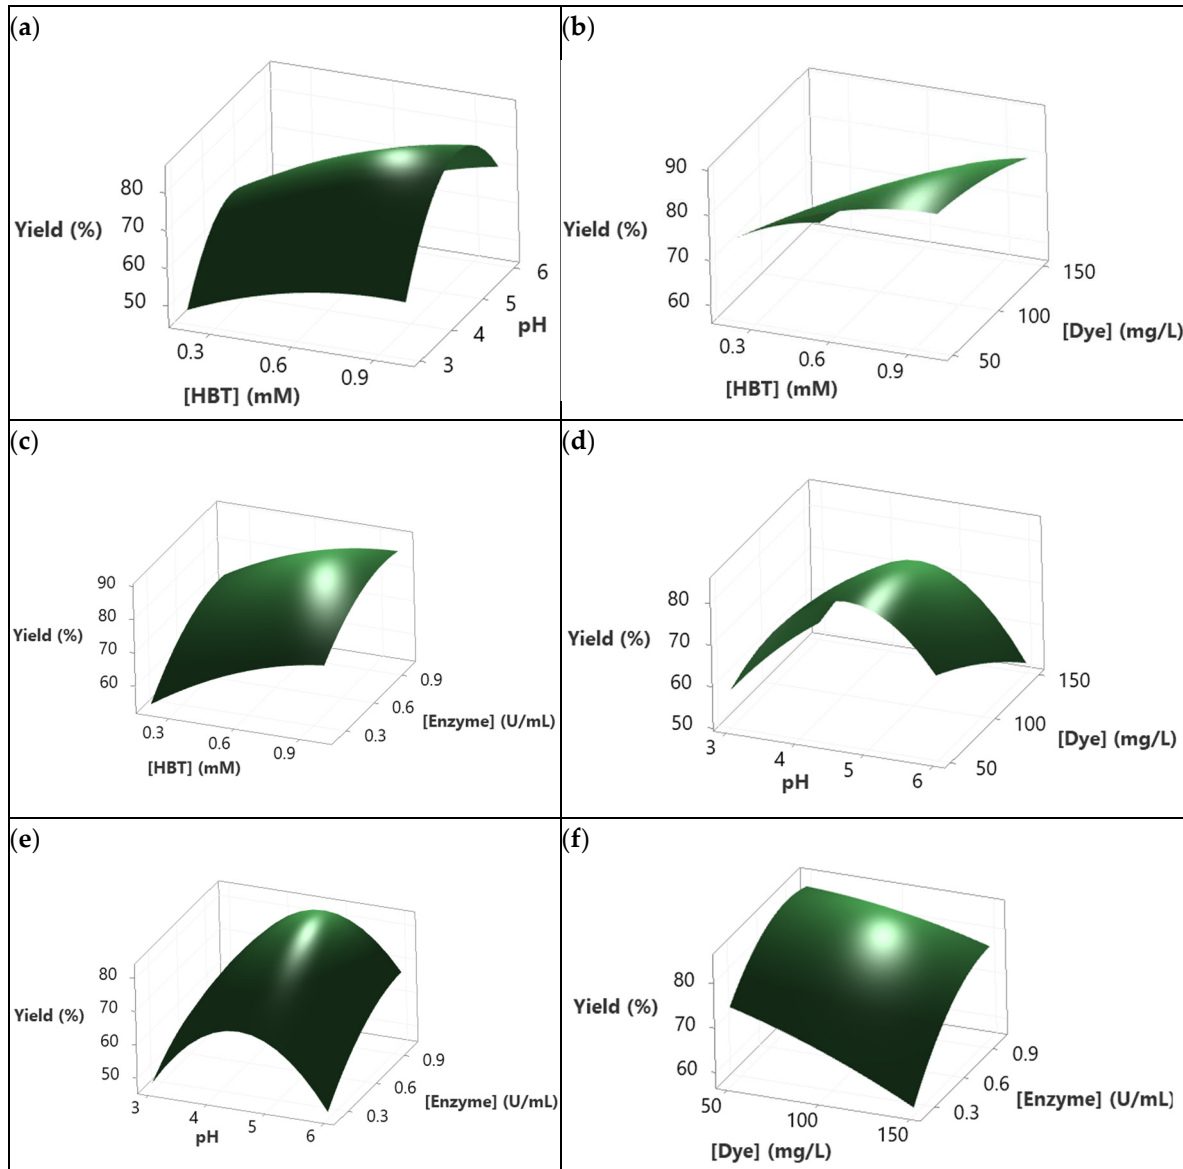 (a)
80
Yield (%)
70
60
50
0.3
0.6
0.9
[HBT] (mM)
3
4
5
6
pH
(b)
90
80
Yield (%)
70
60
0.3
0.6
0.9
[HBT] (mM)
50
100
150
[Dye] (mg/L)
(c)
90
80
Yield (%)
70
60
0.3
0.6
0.9
[HBT] (mM)
0.3
0.6
0.9
[Enzyme] (U/mL)
(d)
80
70
Yield (%)
60
50
3
4
5
6
pH
50
100
150
[Dye] (mg/L)
(e)
80
70
Yield (%)
60
50
3
4
5
6
pH
0.3
0.6
0.9
[Enzyme] (U/mL)
(f)
80
Yield (%)
70
60
50
100
150
[Dye] (mg/L)
0.3
0.6
0.9
[Enzyme] (U/mL)